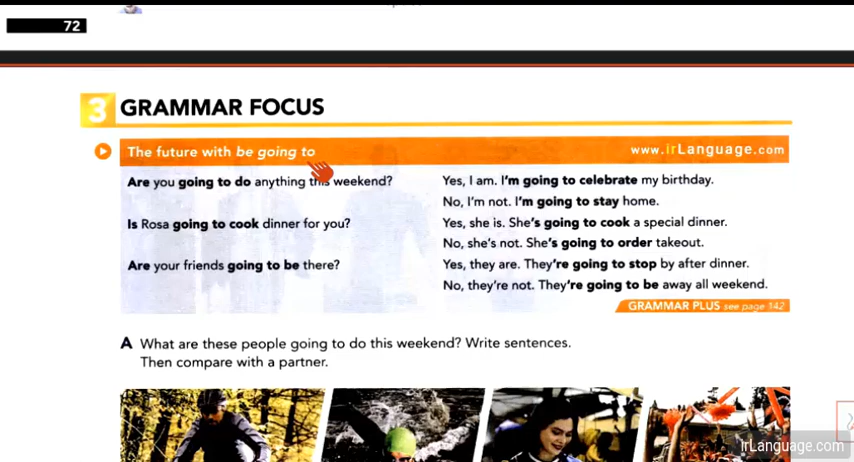 72
3 GRAMMAR FOCUS
The future with be going to
www.irLanguage.com
Are you going to do anything this weekend?
Yes, I am. I'm going to celebrate my birthday.
No, I'm not. I'm going to stay home.
Is Rosa going to cook dinner for you?
Yes, she is. She's going to cook a special dinner.
No, she's not. She's going to order takeout.
Are your friends going to be there?
Yes, they are. They're going to stop by after dinner.
No, they're not. They're going to be away all weekend.
GRAMMAR PLUS see page 142
A What are these people going to do this weekend? Write sentences.
Then compare with a partner.
IrLanguage.com